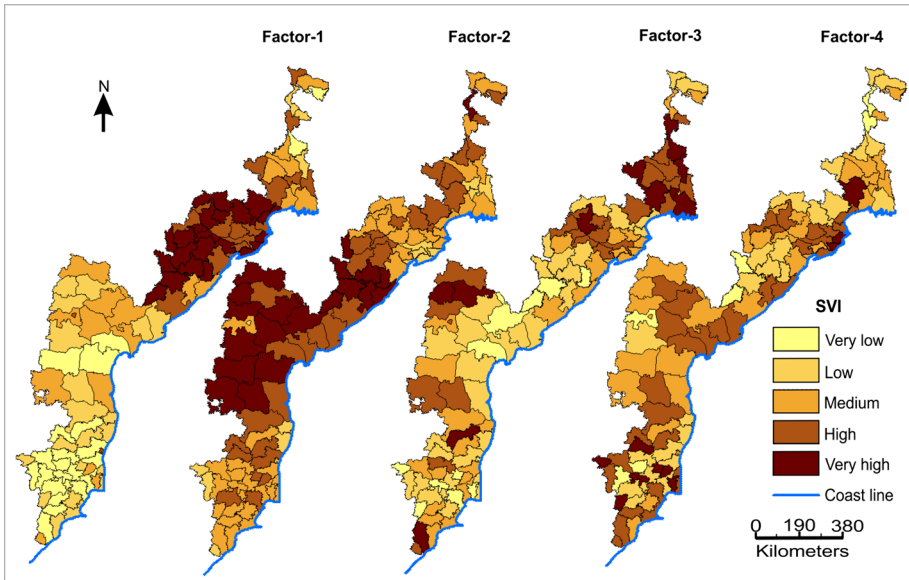 Factor-1 Factor-2 Factor-3 Factor-4
N
SVI
Very low
Low
Medium
High
Very high
Coast line
0 190 380
Kilometers